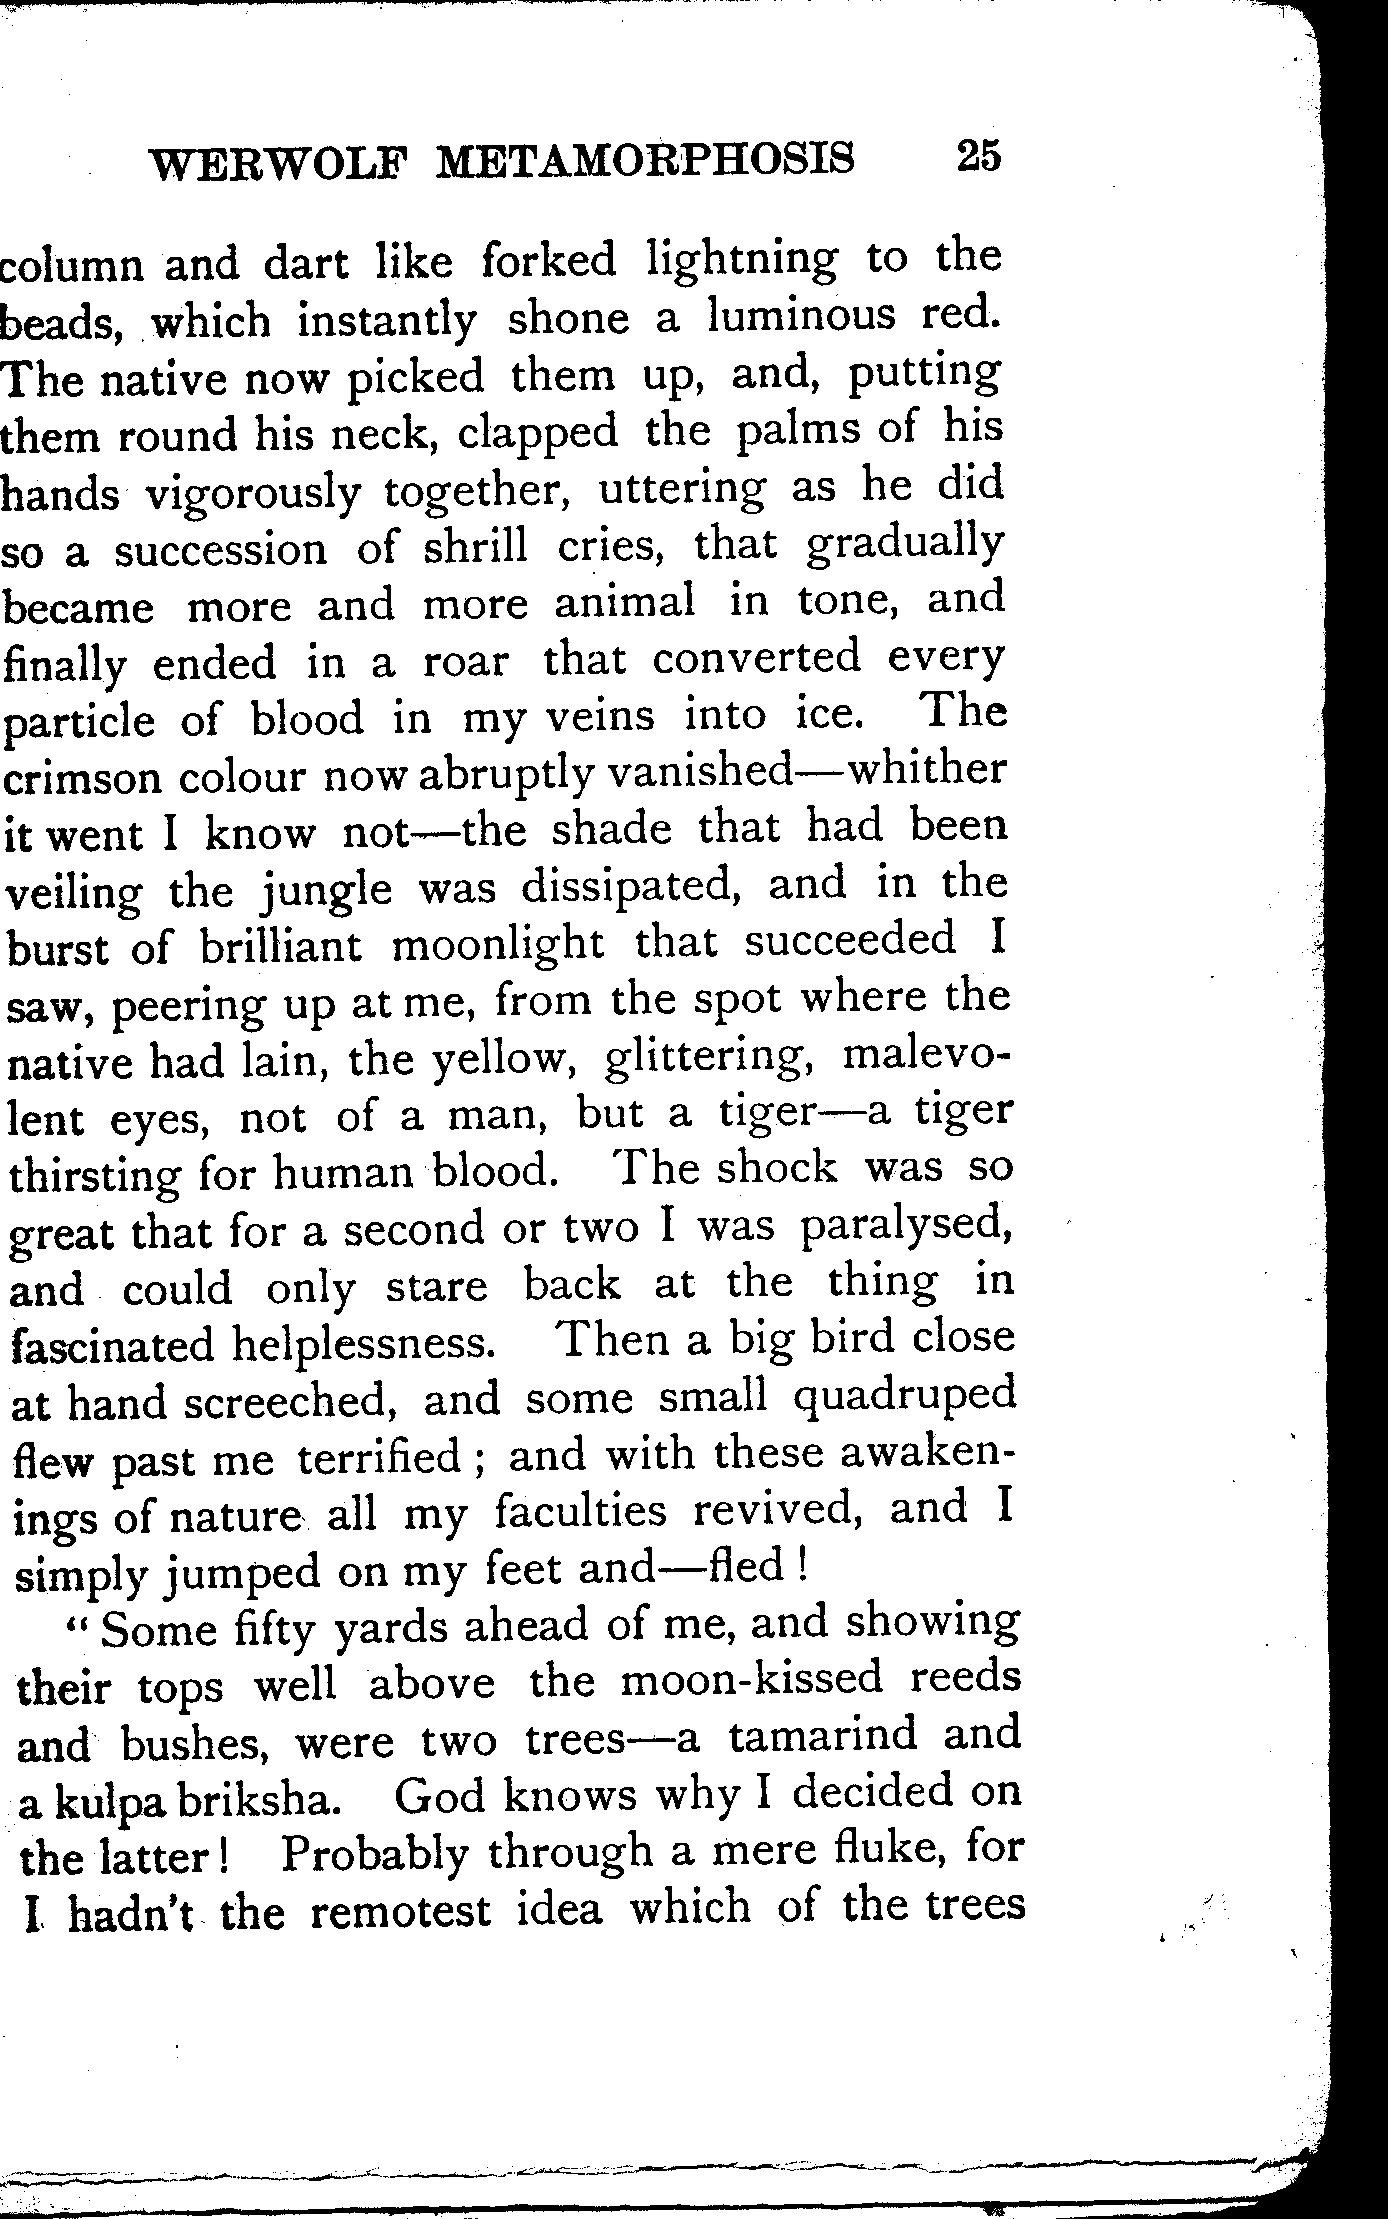 WERWOLF METAMORPHOSIS 25
column and dart like forked lightning to the
beads, which instantly shone a luminous red.
The native now picked them up, and, putting
them round his neck, clapped the palms of his
hands vigorously together, uttering as he did
so a succession of shrill cries, that gradually
became more and more animal in tone, and
finally ended in a roar that converted every
particle of blood in my veins into ice. The
crimson colour now abruptly vanished—whither
it went I know not—the shade that had been
veiling the jungle was dissipated, and in the
burst of brilliant moonlight that succeeded I
saw, peering up at me, from the spot where the
native had lain, the yellow, glittering, malevo-
lent eyes, not of a man, but a tiger—a tiger
thirsting for human blood. The shock was so
great that for a second or two I was paralysed,
and could only stare back at the thing in
fascinated helplessness. Then a big bird close
at hand screeched, and some small quadruped
flew past me terrified ; and with these awaken-
ings of nature all my faculties revived, and I
simply jumped on my feet and—fled !
“ Some fifty yards ahead of me, and showing
their tops well above the moon-kissed reeds
and bushes, were two trees—a tamarind and
a kulpa briksha. God knows why I decided on
the latter ! Probably through a mere fluke, for
I hadn't the remotest idea which of the trees